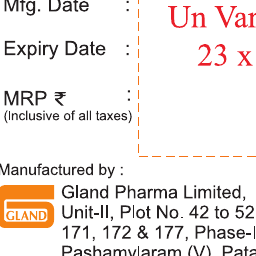 Mfg. Date :
Un Var
Expiry Date :
23 x
MRP ₹ :
(Inclusive of all taxes)
Manufactured by :
GLAND
Gland Pharma Limited,
Unit-II, Plot No. 42 to 52
171, 172 & 177, Phase-
Pashamylaram (V), Pata